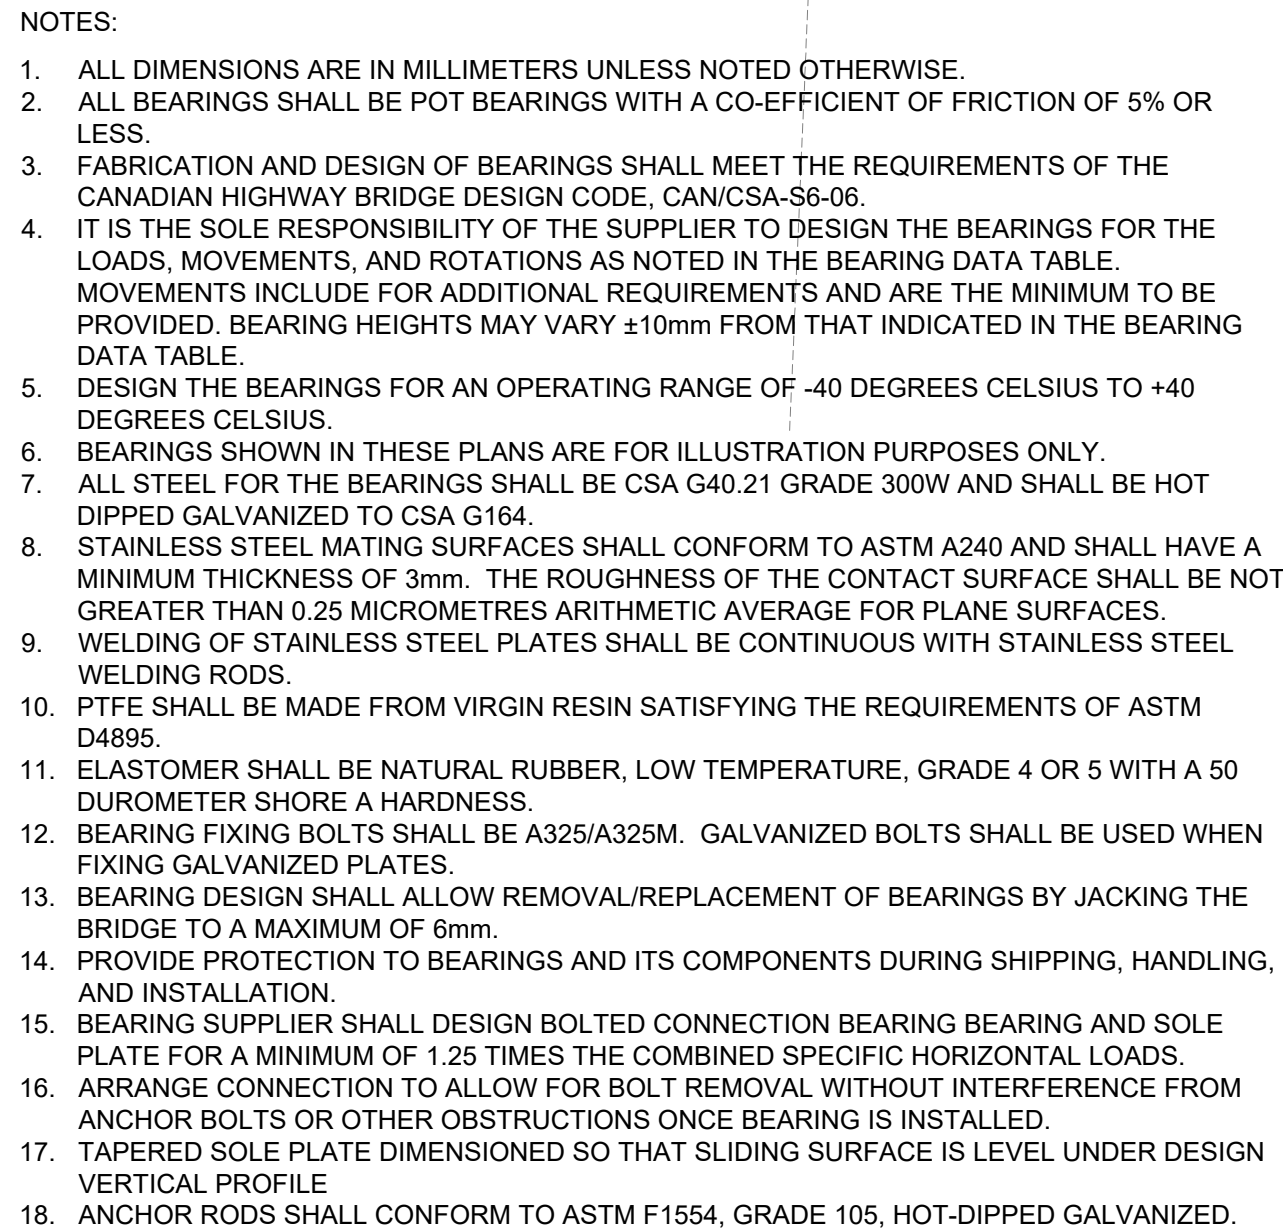 NOTES:
1. ALL DIMENSIONS ARE IN MILLIMETERS UNLESS NOTED OTHERWISE.
2. ALL BEARINGS SHALL BE POT BEARINGS WITH A CO-EFFICIENT OF FRICTION OF 5% OR
LESS.
3. FABRICATION AND DESIGN OF BEARINGS SHALL MEET THE REQUIREMENTS OF THE
CANADIAN HIGHWAY BRIDGE DESIGN CODE, CAN/CSA-S6-06.
4. IT IS THE SOLE RESPONSIBILITY OF THE SUPPLIER TO DESIGN THE BEARINGS FOR THE
LOADS, MOVEMENTS, AND ROTATIONS AS NOTED IN THE BEARING DATA TABLE.
MOVEMENTS INCLUDE FOR ADDITIONAL REQUIREMENTS AND ARE THE MINIMUM TO BE
PROVIDED. BEARING HEIGHTS MAY VARY ±10mm FROM THAT INDICATED IN THE BEARING
DATA TABLE.
5. DESIGN THE BEARINGS FOR AN OPERATING RANGE OF -40 DEGREES CELSIUS TO +40
DEGREES CELSIUS.
6. BEARINGS SHOWN IN THESE PLANS ARE FOR ILLUSTRATION PURPOSES ONLY.
7. ALL STEEL FOR THE BEARINGS SHALL BE CSA G40.21 GRADE 300W AND SHALL BE HOT
DIPPED GALVANIZED TO CSA G164.
8. STAINLESS STEEL MATING SURFACES SHALL CONFORM TO ASTM A240 AND SHALL HAVE A
MINIMUM THICKNESS OF 3mm. THE ROUGHNESS OF THE CONTACT SURFACE SHALL BE NOT
GREATER THAN 0.25 MICROMETRES ARITHMETIC AVERAGE FOR PLANE SURFACES.
9. WELDING OF STAINLESS STEEL PLATES SHALL BE CONTINUOUS WITH STAINLESS STEEL
WELDING RODS.
10. PTFE SHALL BE MADE FROM VIRGIN RESIN SATISFYING THE REQUIREMENTS OF ASTM
D4895.
11. ELASTOMER SHALL BE NATURAL RUBBER, LOW TEMPERATURE, GRADE 4 OR 5 WITH A 50
DUROMETER SHORE A HARDNESS.
12. BEARING FIXING BOLTS SHALL BE A325/A325M. GALVANIZED BOLTS SHALL BE USED WHEN
FIXING GALVANIZED PLATES.
13. BEARING DESIGN SHALL ALLOW REMOVAL/REPLACEMENT OF BEARINGS BY JACKING THE
BRIDGE TO A MAXIMUM OF 6mm.
14. PROVIDE PROTECTION TO BEARINGS AND ITS COMPONENTS DURING SHIPPING, HANDLING,
AND INSTALLATION.
15. BEARING SUPPLIER SHALL DESIGN BOLTED CONNECTION BEARING BEARING AND SOLE
PLATE FOR A MINIMUM OF 1.25 TIMES THE COMBINED SPECIFIC HORIZONTAL LOADS.
16. ARRANGE CONNECTION TO ALLOW FOR BOLT REMOVAL WITHOUT INTERFERENCE FROM
ANCHOR BOLTS OR OTHER OBSTRUCTIONS ONCE BEARING IS INSTALLED.
17. TAPERED SOLE PLATE DIMENSIONED SO THAT SLIDING SURFACE IS LEVEL UNDER DESIGN
VERTICAL PROFILE
18. ANCHOR RODS SHALL CONFORM TO ASTM F1554, GRADE 105, HOT-DIPPED GALVANIZED.